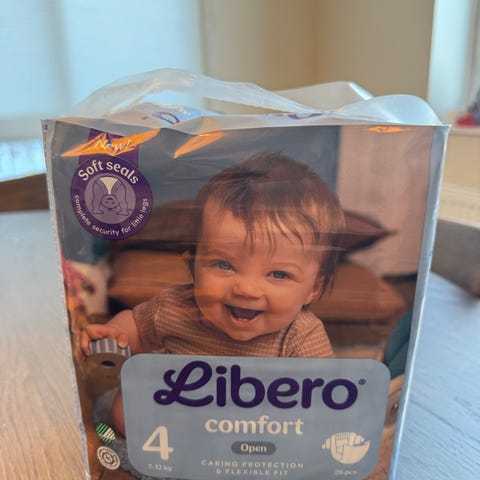 New!
Soft seals
complete security for little legs
Libero®
comfort
4
Open
7-12 kg
26 pcs
CARING PROTECTION
& FLEXIBLE FIT